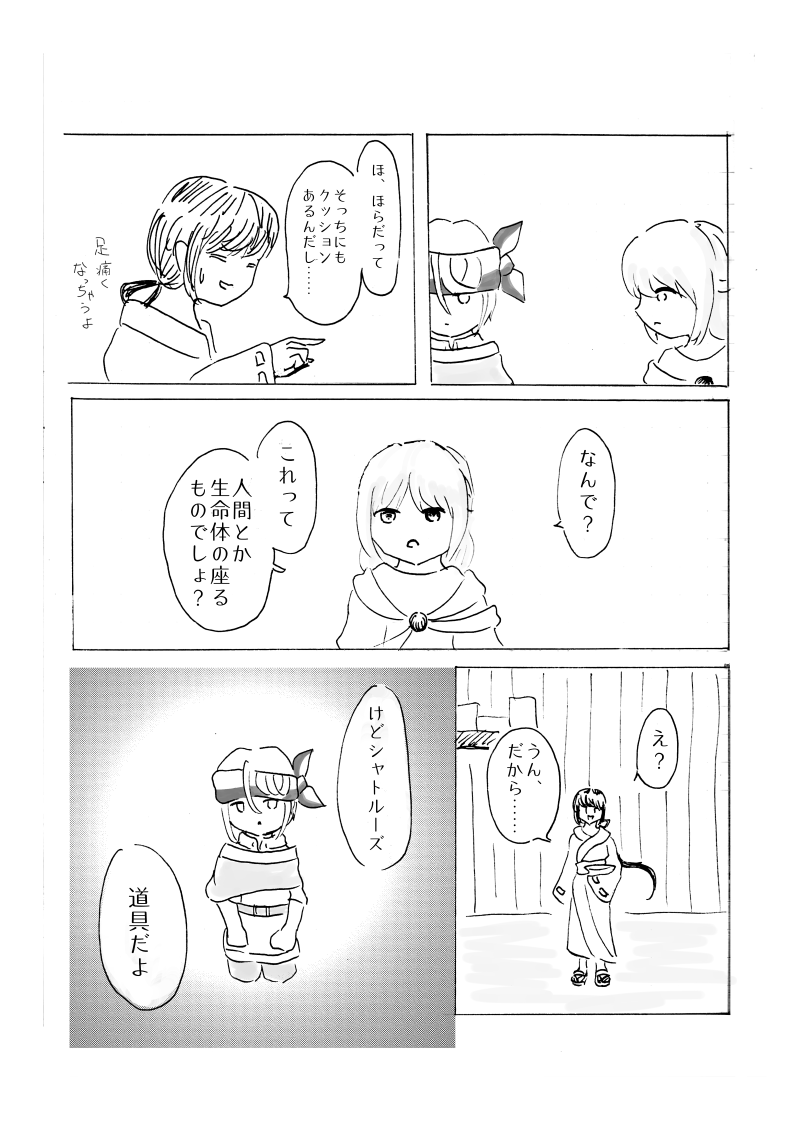 ほ、ほらだって
そっちにも
クッション
あるんだし……
足痛く
なっちゃうよ
なんで？
これって
人間とか
生命体の座る
ものでしょ？
え？
うん、
だから……
けどシャトルーズ
道具だよ